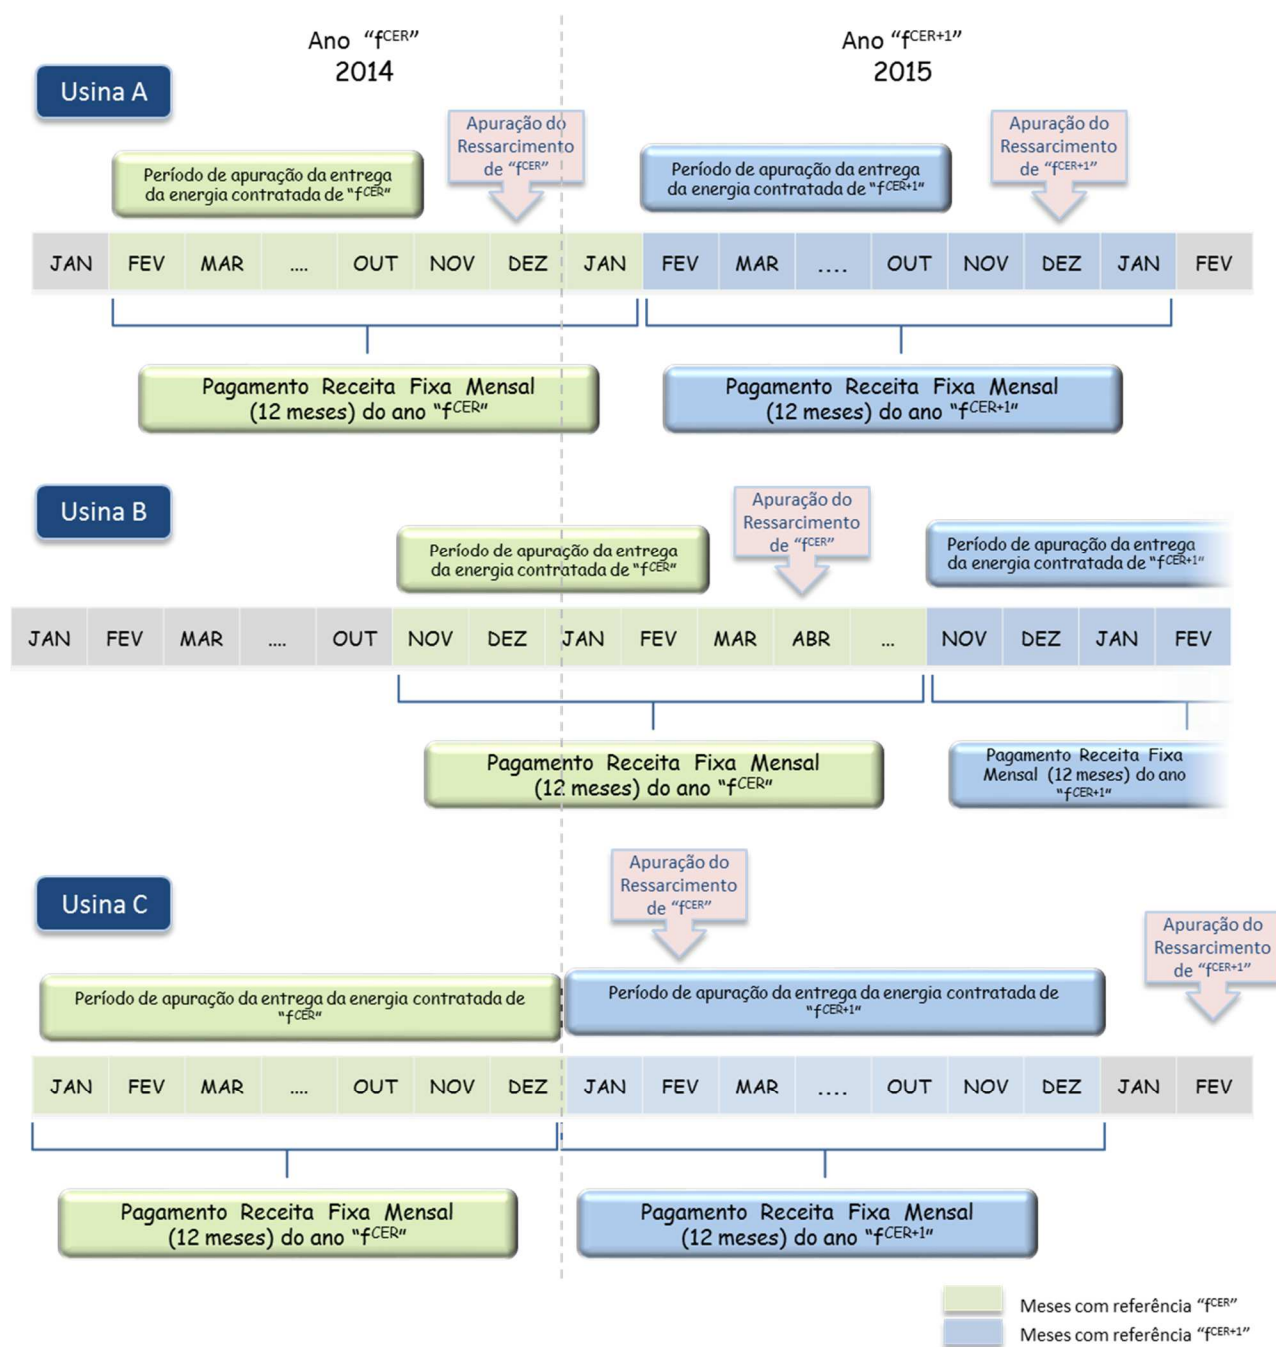 Ano “fCER”
2014
Ano “fCER+1”
2015
Usina A
Apuração do
Ressarcimento
de “fCER”
Apuração do
Ressarcimento
de “fCER+1”
Período de apuração da entrega
da energia contratada de “fCER”
Período de apuração da entrega
da energia contratada de “fCER+1”
JAN FEV MAR .... OUT NOV DEZ JAN FEV MAR .... OUT NOV DEZ JAN FEV
Pagamento Receita Fixa Mensal
(12 meses) do ano “fCER”
Pagamento Receita Fixa Mensal
(12 meses) do ano “fCER+1”
Usina B
Apuração do
Ressarcimento
de “fCER”
Período de apuração da entrega
da energia contratada de “fCER”
Período de apuração da entrega
da energia contratada de “fCER+1”
JAN FEV MAR .... OUT NOV DEZ JAN FEV MAR ABR ... NOV DEZ JAN FEV
Pagamento Receita Fixa Mensal
(12 meses) do ano “fCER”
Pagamento Receita Fixa
Mensal (12 meses) do ano
“fCER+1”
Usina C
Apuração do
Ressarcimento
de “fCER”
Apuração do
Ressarcimento
de “fCER+1”
Período de apuração da entrega da energia contratada de
“fCER”
Período de apuração da entrega da energia contratada de
“fCER+1”
JAN FEV MAR .... OUT NOV DEZ JAN FEV MAR .... OUT NOV DEZ JAN FEV
Pagamento Receita Fixa Mensal
(12 meses) do ano “fCER”
Pagamento Receita Fixa Mensal
(12 meses) do ano “fCER+1”
Meses com referência “fCER”
Meses com referência “fCER+1”